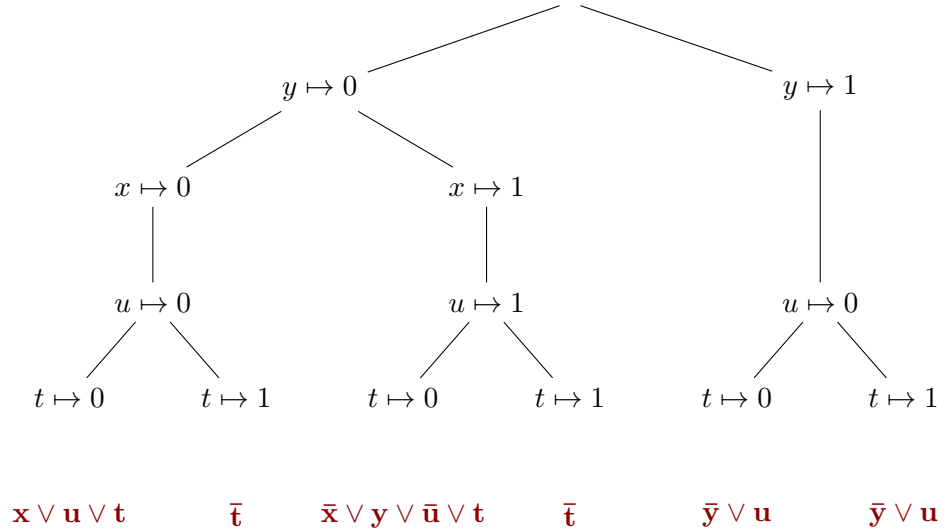 y ↦ 0 y ↦ 1
x ↦ 0 x ↦ 1
u ↦ 0 u ↦ 1 u ↦ 0
t ↦ 0 t ↦ 1 t ↦ 0 t ↦ 1 t ↦ 0 t ↦ 1
x ∨ u ∨ t t̄ x̄ ∨ y ∨ ū ∨ t t̄ ȳ ∨ u ȳ ∨ u